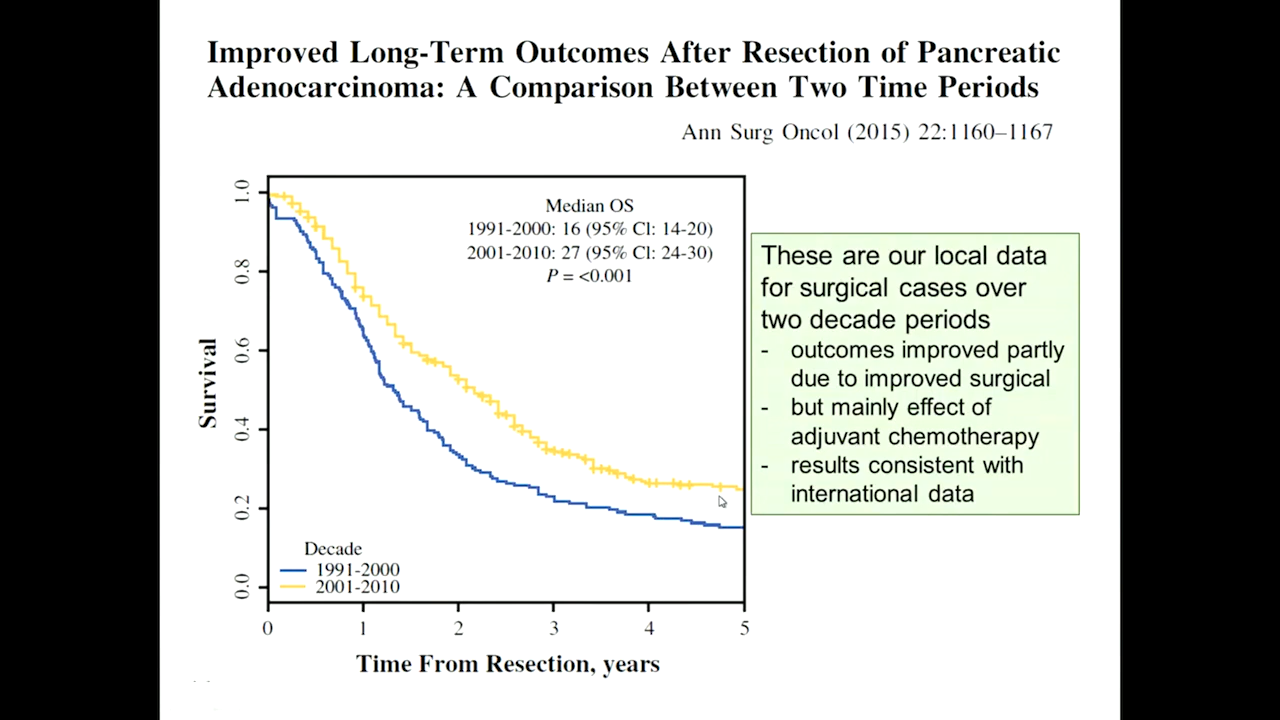 Improved Long-Term Outcomes After Resection of Pancreatic
Adenocarcinoma: A Comparison Between Two Time Periods
Ann Surg Oncol (2015) 22:1160–1167
Median OS
1991-2000: 16 (95% CI: 14-20)
2001-2010: 27 (95% CI: 24-30)
P = <0.001
These are our local data
for surgical cases over
two decade periods
- outcomes improved partly
due to improved surgical
- but mainly effect of
adjuvant chemotherapy
- results consistent with
international data
Survival
1.0
0.8
0.6
0.4
0.2
0.0
Decade
1991-2000
2001-2010
0 1 2 3 4 5
Time From Resection, years